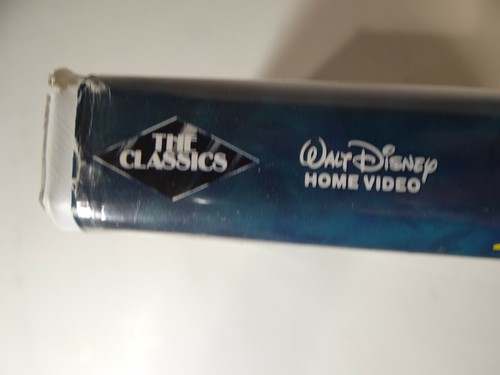 THE
CLASSICS
WALT DISNEY
HOME VIDEO